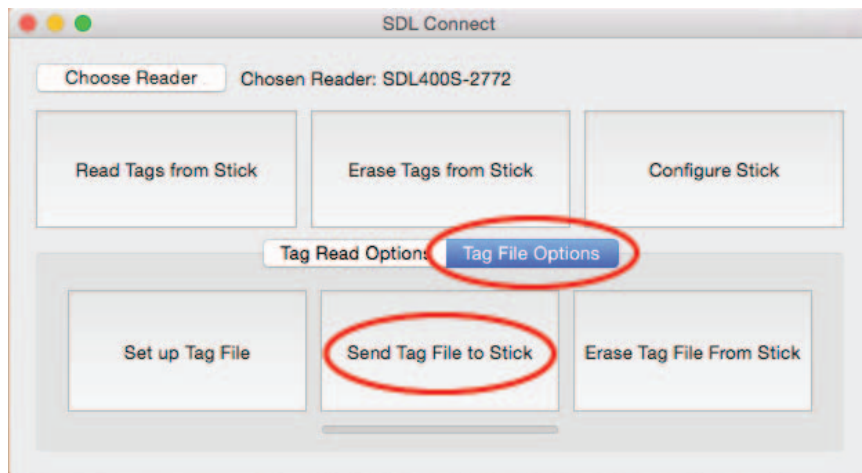 SDL Connect
Choose Reader Chosen Reader: SDL400S-2772
Read Tags from Stick Erase Tags from Stick Configure Stick
Tag Read Options Tag File Options
Set up Tag File Send Tag File to Stick Erase Tag File From Stick